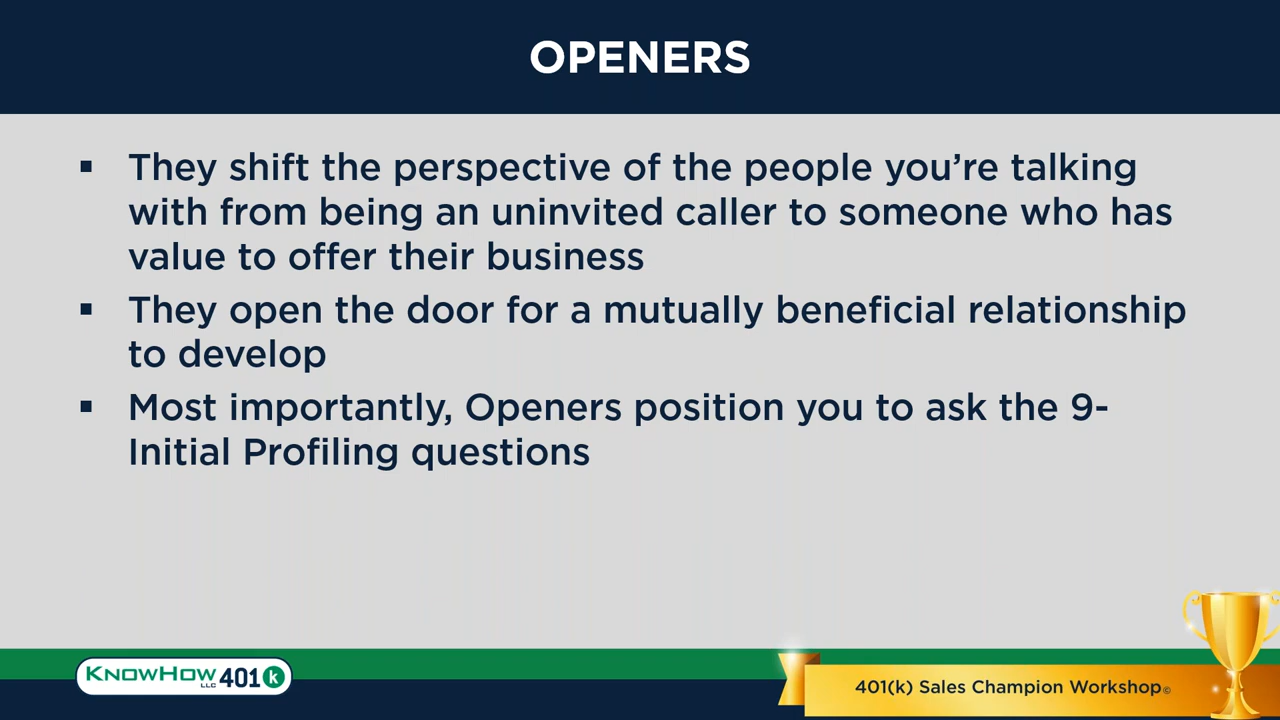 OPENERS
▪ They shift the perspective of the people you’re talking
with from being an uninvited caller to someone who has
value to offer their business
▪ They open the door for a mutually beneficial relationship
to develop
▪ Most importantly, Openers position you to ask the 9-
Initial Profiling questions
KNOWHOW LLC 401 k
401(k) Sales Champion Workshop©